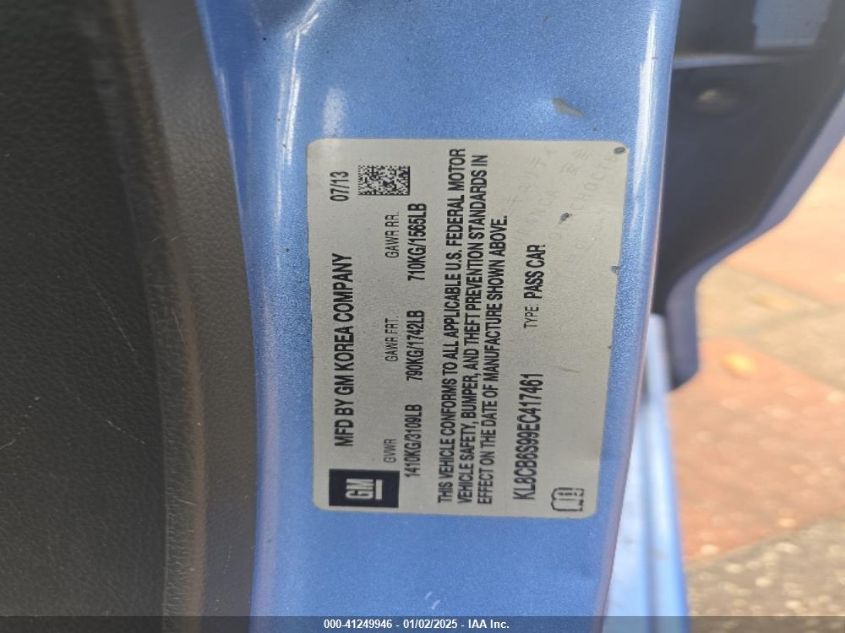 MFD BY GM KOREA COMPANY 07/13
GM
GVWR GAWR FRT. GAWR RR.
1410KG/3109LB 790KG/1742LB 710KG/1565LB
THIS VEHICLE CONFORMS TO ALL APPLICABLE U.S. FEDERAL MOTOR
VEHICLE SAFETY, BUMPER, AND THEFT PREVENTION STANDARDS IN
EFFECT ON THE DATE OF MANUFACTURE SHOWN ABOVE.
KL8CB6S99EC417461 TYPE: PASS CAR
000-41249946 - 01/02/2025 - IAA Inc.